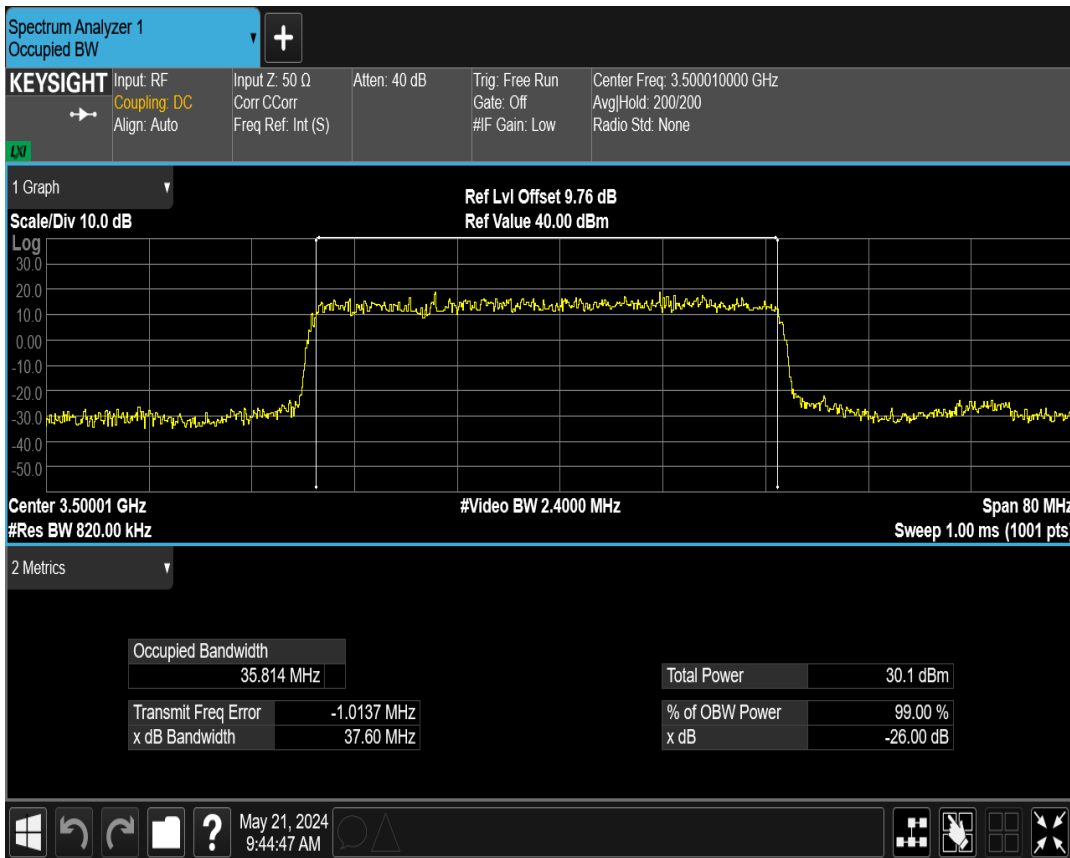 Spectrum Analyzer 1
Occupied BW
+
KEYSIGHT
LXI
Input: RF
Coupling: DC
Align: Auto
Input Z: 50 Ω
Corr CCorr
Freq Ref: Int (S)
Atten: 40 dB
Trig: Free Run
Gate: Off
#IF Gain: Low
Center Freq: 3.500010000 GHz
Avg|Hold: 200/200
Radio Std: None
1 Graph
Scale/Div 10.0 dB
Ref Lvl Offset 9.76 dB
Ref Value 40.00 dBm
Log
30.0
20.0
10.0
0.00
-10.0
-20.0
-30.0
-40.0
-50.0
Center 3.50001 GHz
#Video BW 2.4000 MHz
Span 80 MHz
#Res BW 820.00 kHz
Sweep 1.00 ms (1001 pts)
2 Metrics
Occupied Bandwidth
35.814 MHz
Total Power 30.1 dBm
Transmit Freq Error -1.0137 MHz
% of OBW Power 99.00 %
x dB Bandwidth 37.60 MHz
x dB -26.00 dB
?
May 21, 2024
9:44:47 AM